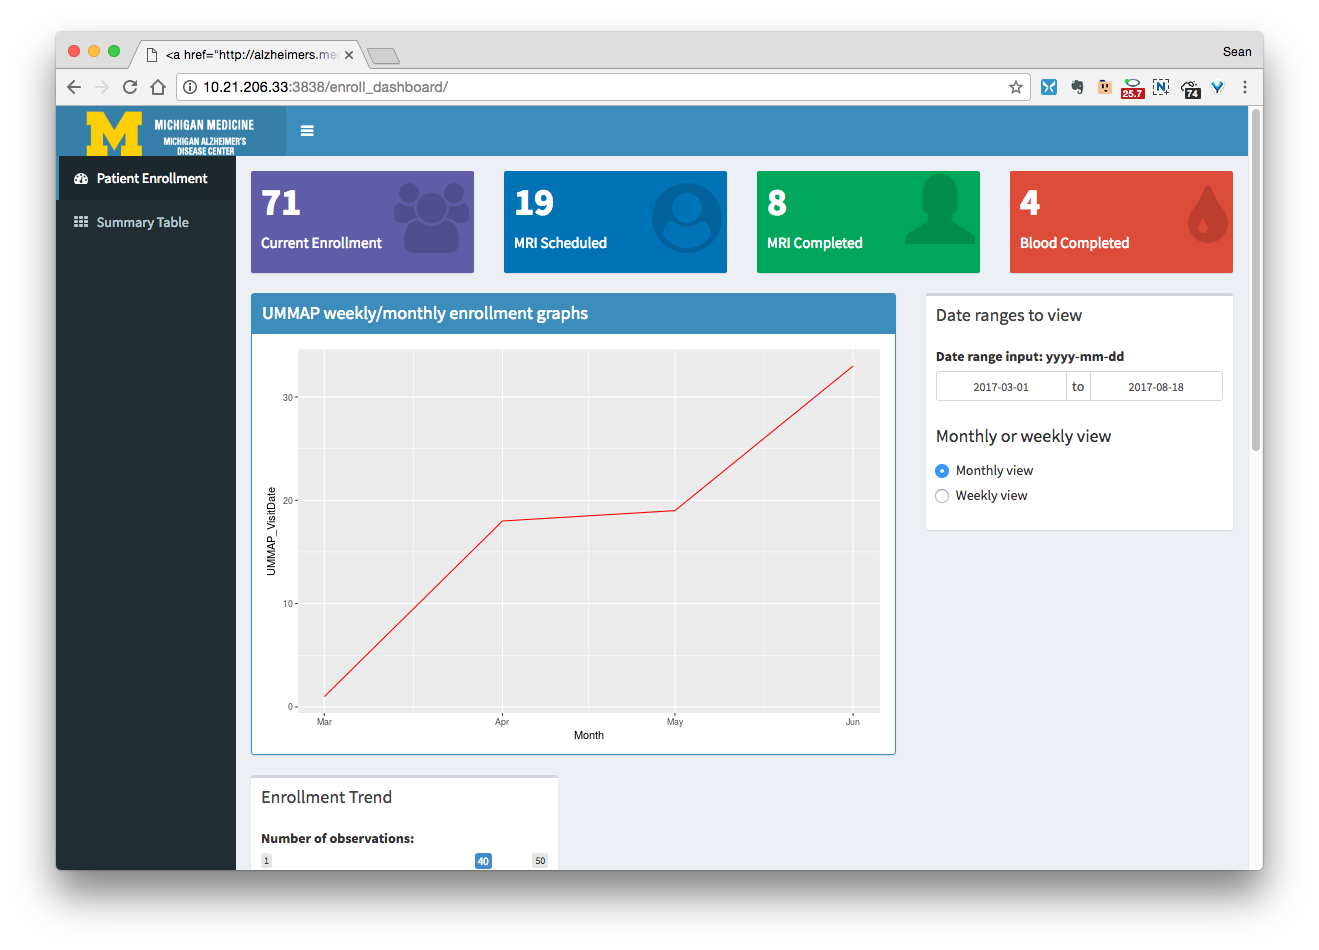 Sean
<a href="http://alzheimers.me
10.21.206.33:3838/enroll_dashboard/
25.7
N
74
M
MICHIGAN MEDICINE
MICHIGAN ALZHEIMER'S
DISEASE CENTER
Patient Enrollment
Summary Table
71
Current Enrollment
19
MRI Scheduled
8
MRI Completed
4
Blood Completed
UMMAP weekly/monthly enrollment graphs
30
20
10
0
UMMAP_VisitDate
Mar
Apr
May
Jun
Month
Date ranges to view
Date range input: yyyy-mm-dd
2017-03-01 to 2017-08-18
Monthly or weekly view
Monthly view
Weekly view
Enrollment Trend
Number of observations:
1 40 50